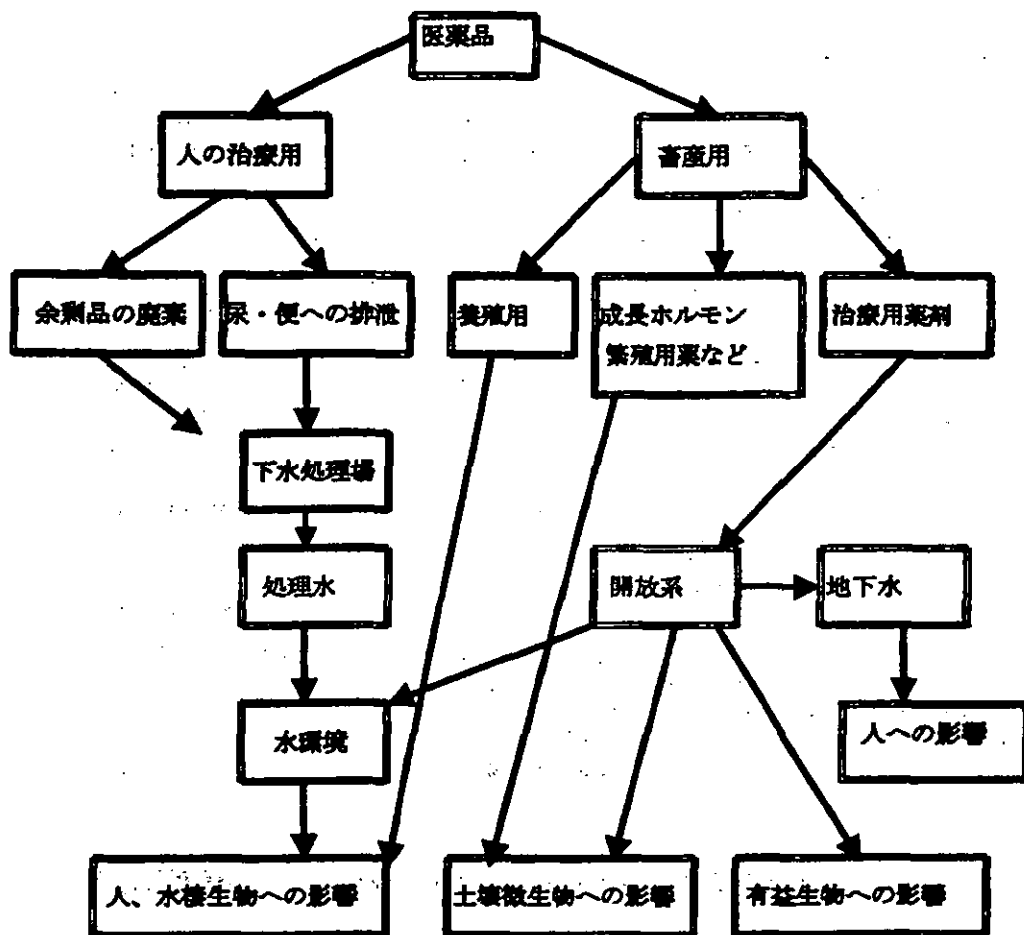 医薬品
人の治療用
畜産用
余剰品の廃棄
尿・便への排泄
養殖用
成長ホルモン
繁殖用薬など
治療用薬剤
下水処理場
処理水
開放系
地下水
水環境
人への影響
人、水棲生物への影響
土壌微生物への影響
有益生物への影響